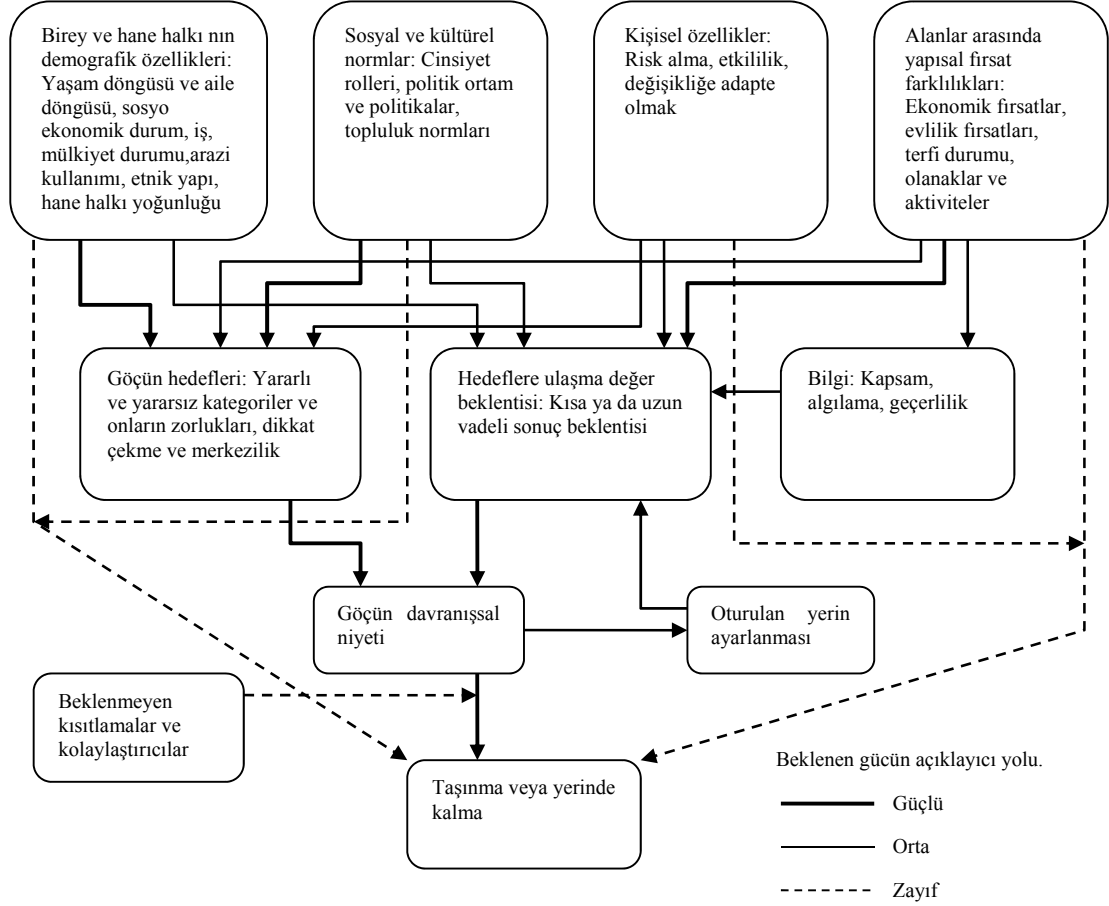 Birey ve hane halkı nın
demografik özellikleri:
Yaşam döngüsü ve aile
döngüsü, sosyo
ekonomik durum, iş,
mülkiyet durumu,arazi
kullanımı, etnik yapı,
hane halkı yoğunluğu
Sosyal ve kültürel
normlar: Cinsiyet
rolleri, politik ortam
ve politikalar,
topluluk normları
Kişisel özellikler:
Risk alma, etkililik,
değişikliğe adapte
olmak
Alanlar arasında
yapısal fırsat
farklılıkları:
Ekonomik fırsatlar,
evlilik fırsatları,
terfi durumu,
olanaklar ve
aktiviteler
Göçün hedefleri: Yararlı
ve yararsız kategoriler ve
onların zorlukları, dikkat
çekme ve merkezilik
Hedeflere ulaşma değer
beklentisi: Kısa ya da uzun
vadeli sonuç beklentisi
Bilgi: Kapsam,
algılama, geçerlilik
Göçün davranışsal
niyeti
Oturulan yerin
ayarlanması
Beklenmeyen
kısıtlamalar ve
kolaylaştırıcılar
Taşınma veya yerinde
kalma
Beklenen gücün açıklayıcı yolu.
Güçlü
Orta
Zayıf